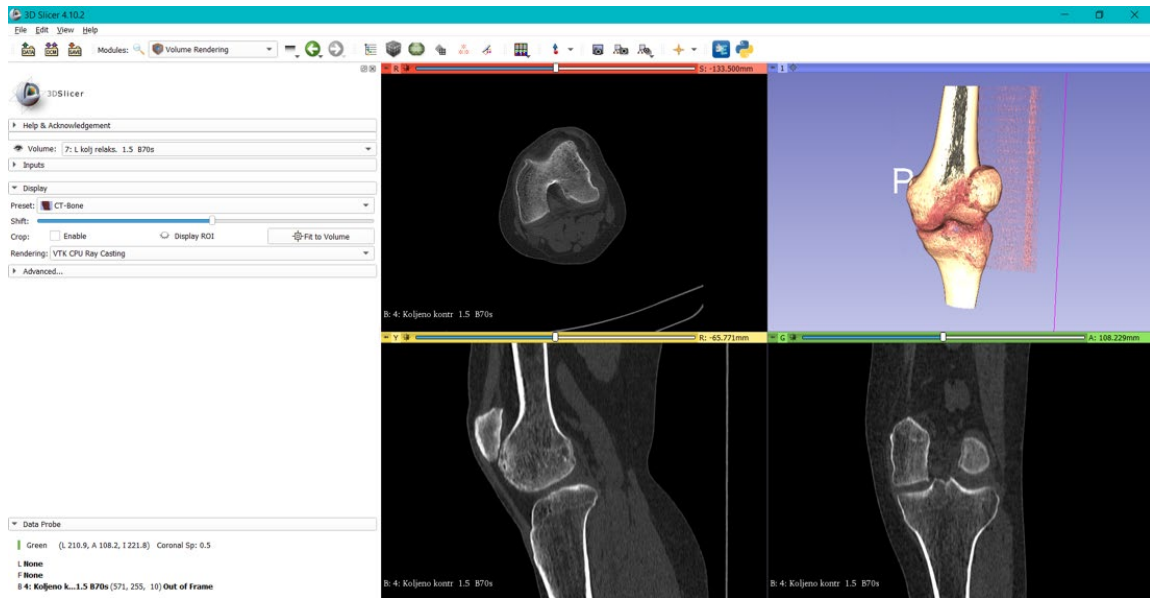 3D Slicer 4.10.2
File Edit View Help
DATA DCM SAVE Modules: Volume Rendering
3DSlicer
Help & Acknowledgement
Volume: 7: L kolj relaks. 1.5 B70s
Inputs
Display
Preset: CT-Bone
Shift:
Crop: Enable Display ROI Fit to Volume
Rendering: VTK CPU Ray Casting
Advanced...
Data Probe
Green (L 210.9, A 108.2, I 221.8) Coronal Sp: 0.5
L None
F None
B 4: Koljeno k...1.5 B70s (571, 255, 10) Out of Frame
R S: -133.500mm
B: 4: Koljeno kontr 1.5 B70s
1
P
Y R: -65.771mm
B: 4: Koljeno kontr 1.5 B70s
G A: 108.229mm
B: 4: Koljeno kontr 1.5 B70s